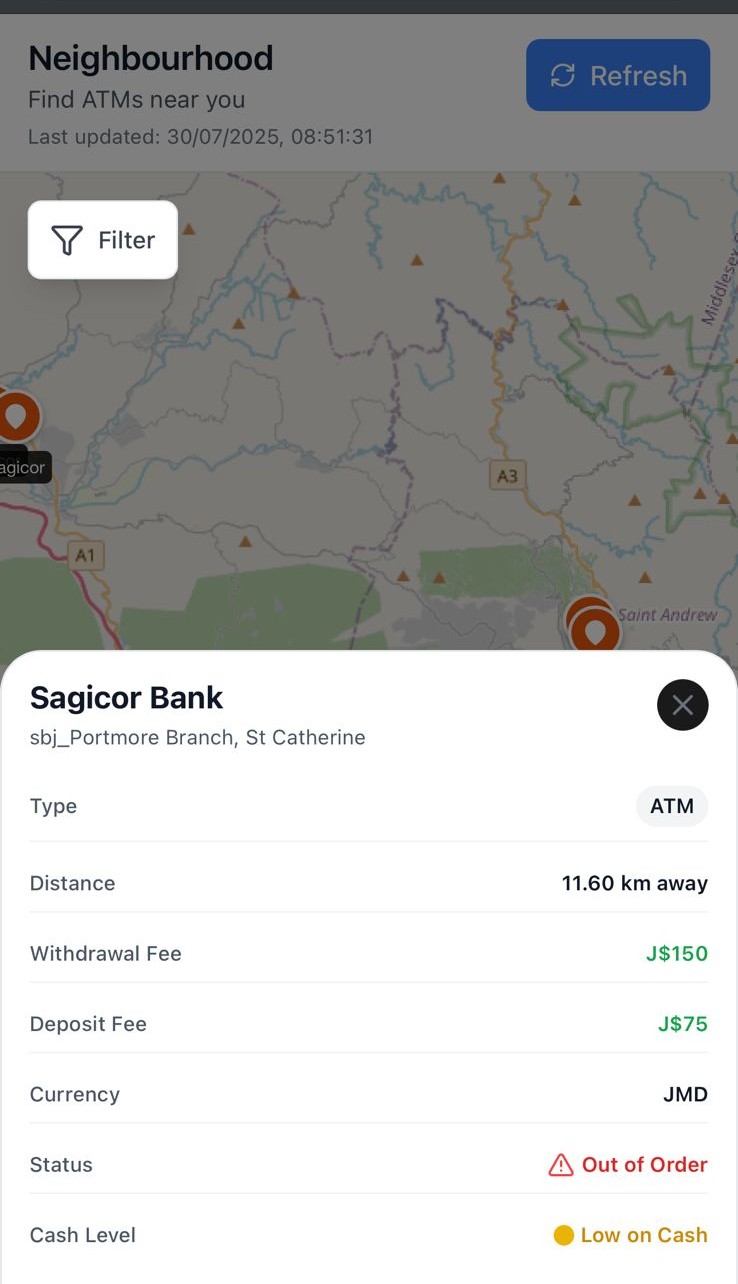 Neighbourhood
Find ATMs near you
Last updated: 30/07/2025, 08:51:31
Refresh
Filter
Middlesex
agicor
A3
A1
Saint Andrew
Sagicor Bank
sbj_Portmore Branch, St Catherine
Type
ATM
Distance
11.60 km away
Withdrawal Fee
J$150
Deposit Fee
J$75
Currency
JMD
Status
Out of Order
Cash Level
Low on Cash